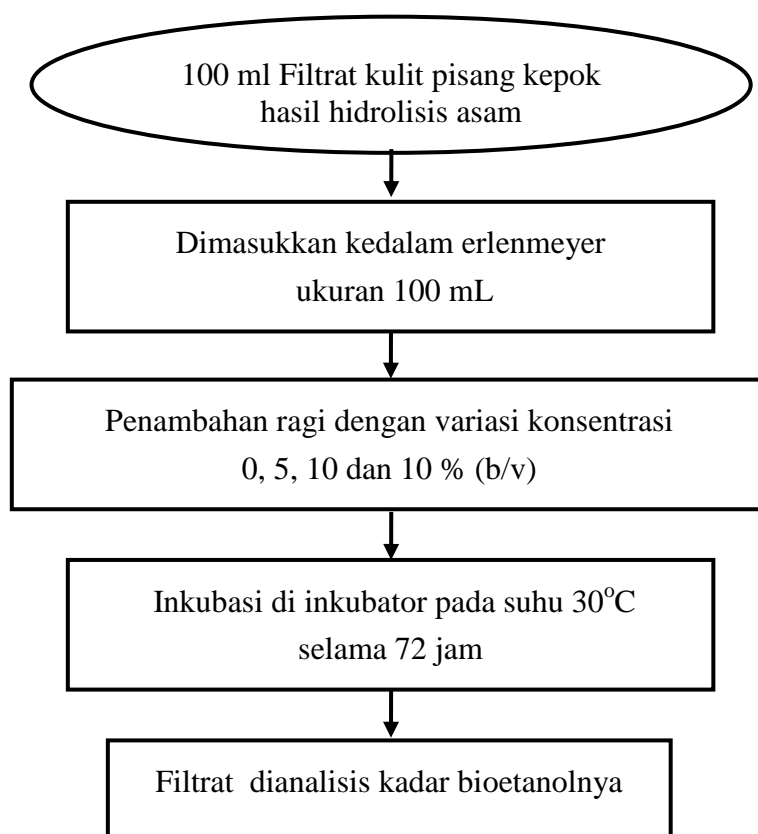 100 ml Filtrat kulit pisang kepok
hasil hidrolisis asam
Dimasukkan kedalam erlenmeyer
ukuran 100 mL
Penambahan ragi dengan variasi konsentrasi
0, 5, 10 dan 10 % (b/v)
Inkubasi di inkubator pada suhu 30°C
selama 72 jam
Filtrat dianalisis kadar bioetanolnya